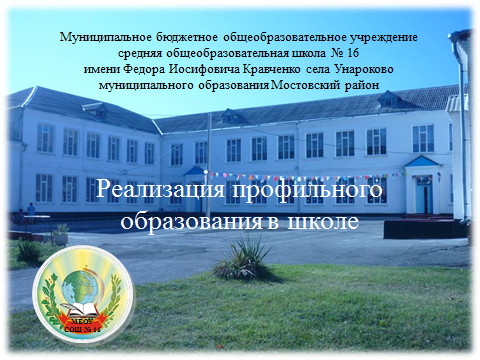 Муниципальное бюджетное общеобразовательное учреждение
средняя общеобразовательная школа № 16
имени Федора Иосифовича Кравченко села Унароково
муниципального образования Мостовский район
Реализация профильного
образования в школе
МБОУ
СОШ № 16